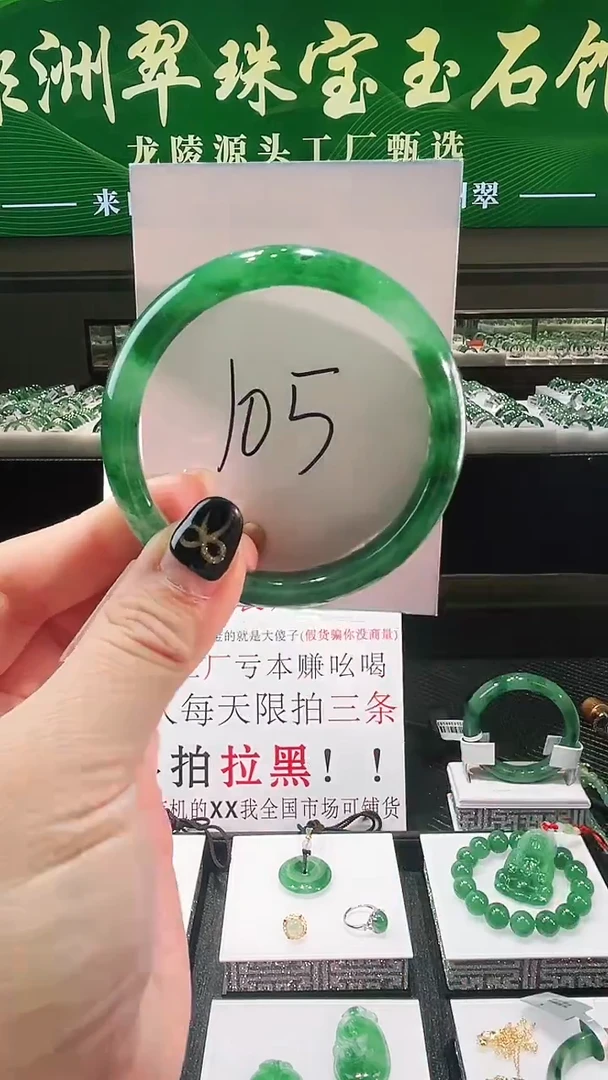 洲翠珠宝玉石馆
龙陵源头工厂甄选
来
翠
105
的就是大傻子(假货骗你没商量)
厂亏本赚吆喝
人每天限拍三条
拍拉黑！！
机的XX我全国市场可铺货